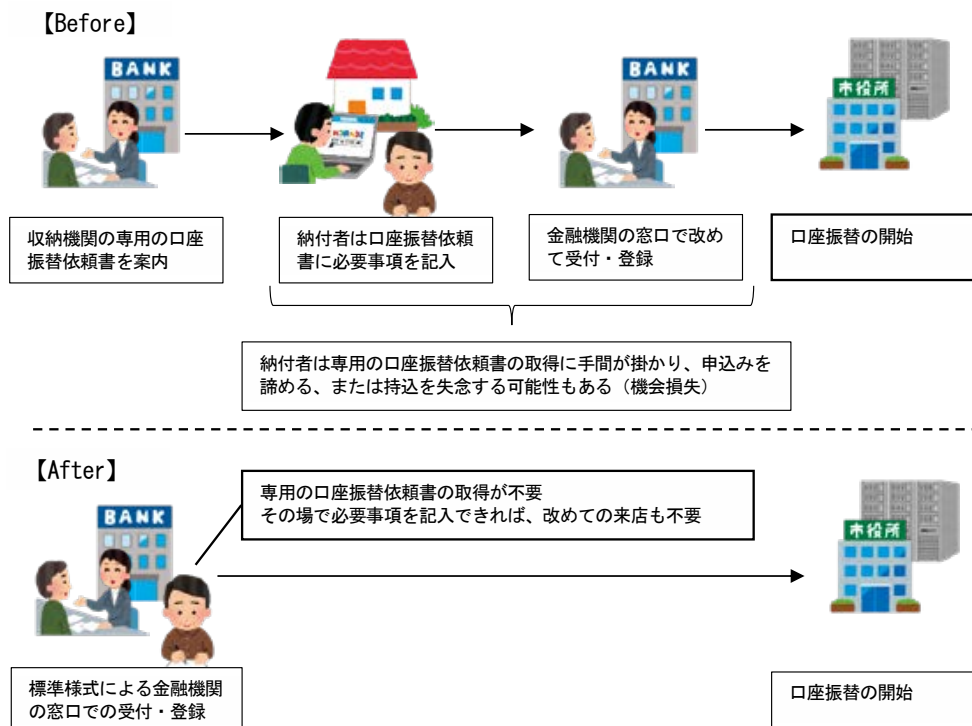 【Before】
BANK
BANK
市役所
収納機関の専用の口座
振替依頼書を案内
納付者は口座振替依頼
書に必要事項を記入
金融機関の窓口で改め
て受付・登録
口座振替の開始
納付者は専用の口座振替依頼書の取得に手間が掛かり、申込みを
諦める、または持込を失念する可能性もある（機会損失）
【After】
専用の口座振替依頼書の取得が不要
その場で必要事項を記入できれば、改めての来店も不要
BANK
市役所
標準様式による金融機関
の窓口での受付・登録
口座振替の開始